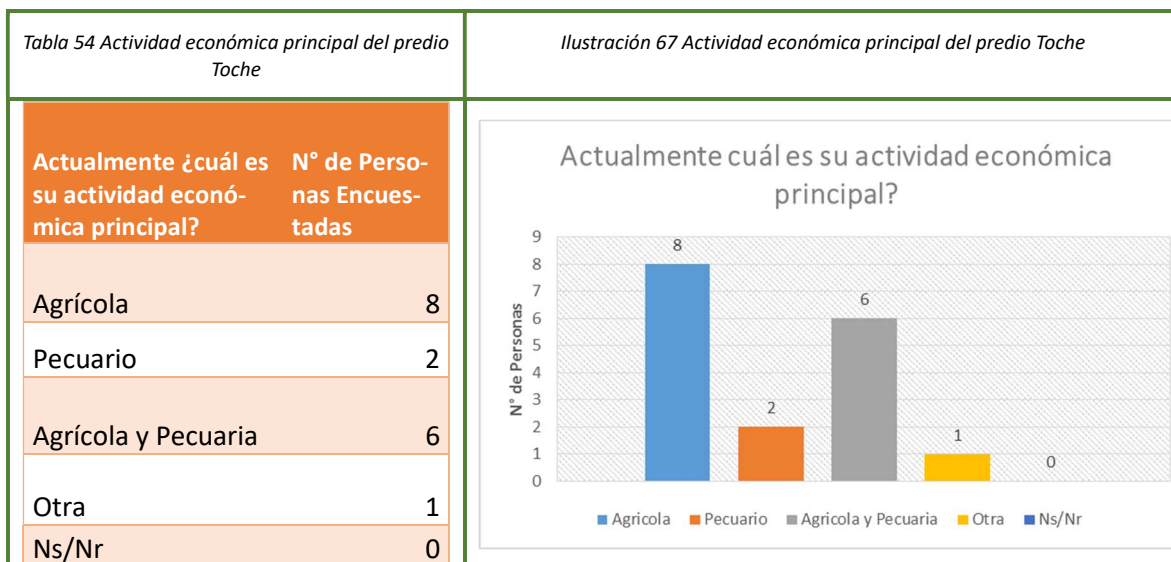 Tabla 54 Actividad económica principal del predio
Toche
Ilustración 67 Actividad económica principal del predio Toche
Actualmente ¿cuál es
su actividad econó-
mica principal?
N° de Perso-
nas Encues-
tadas
Agrícola 8
Pecuario 2
Agrícola y Pecuaria 6
Otra 1
Ns/Nr 0
Actualmente cuál es su actividad económica
principal?
N° de Personas
9
8
7
6
5
4
3
2
1
0
8
2
6
1
0
Agricola Pecuario Agricola y Pecuaria Otra Ns/Nr